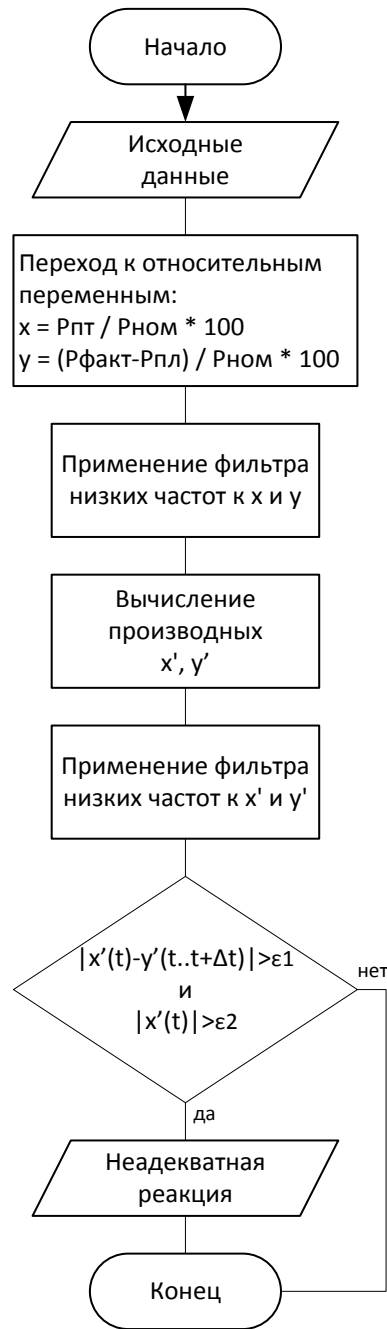 Начало
Исходные
данные
Переход к относительным
переменным:
x = Pпт / Pном * 100
y = (Pфакт-Pпл) / Pном * 100
Применение фильтра
низких частот к x и y
Вычисление
производных
x', y’
Применение фильтра
низких частот к x' и y'
|x’(t)-y’(t..t+Δt)|>ε1
и
|x’(t)|>ε2
нет
да
Неадекватная
реакция
Конец